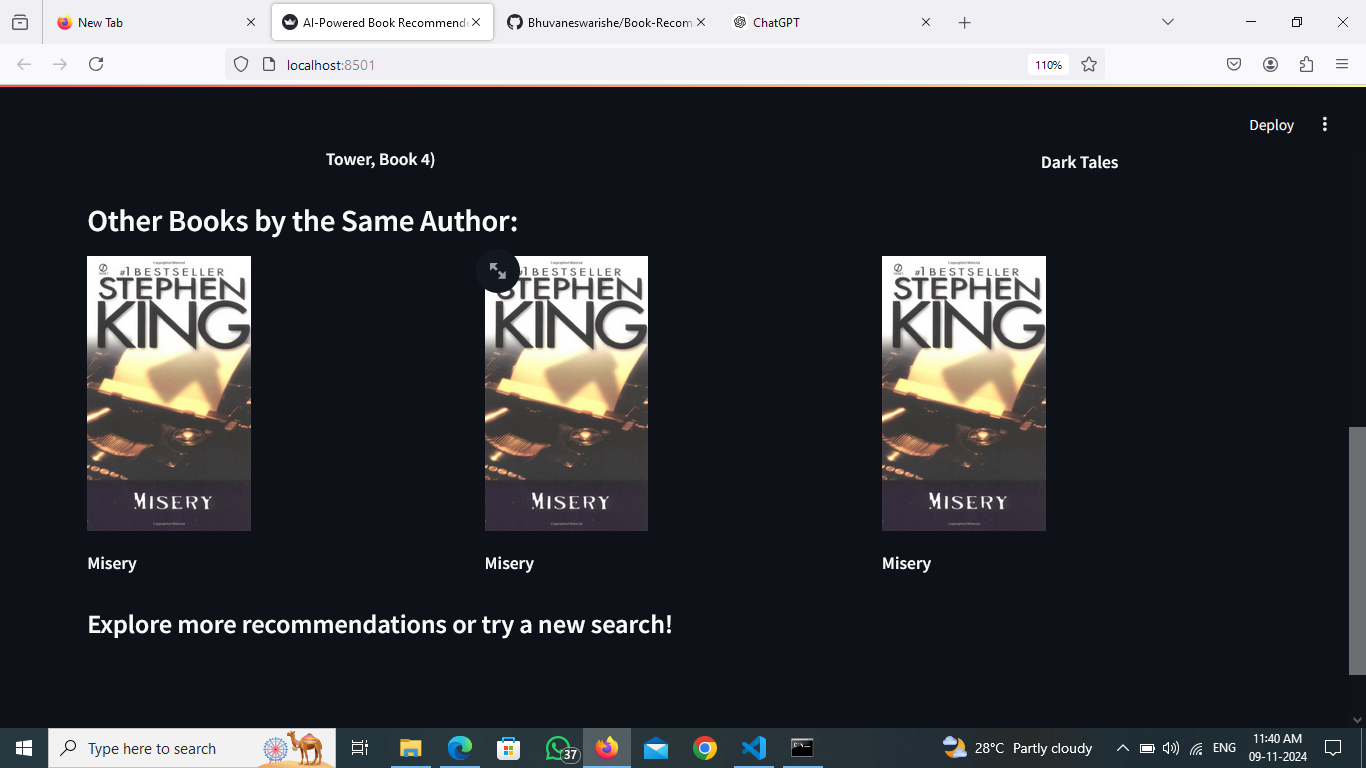 New Tab
AI-Powered Book Recommende
Bhuvaneswarishe/Book-Recom
ChatGPT
localhost:8501
110%
Deploy
Tower, Book 4)
Dark Tales
Other Books by the Same Author:
#1 BESTSELLER
STEPHEN
KING
MISERY
#1 BESTSELLER
STEPHEN
KING
MISERY
#1 BESTSELLER
STEPHEN
KING
MISERY
Misery
Misery
Misery
Explore more recommendations or try a new search!
Type here to search
37
28°C Partly cloudy
ENG
11:40 AM
09-11-2024